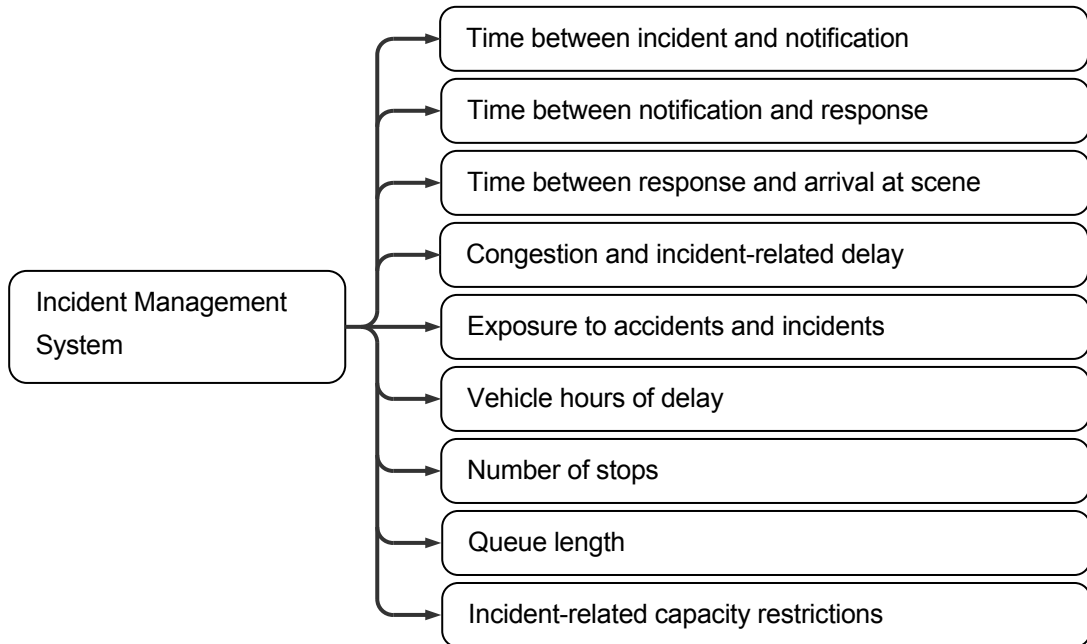 Time between incident and notification
Time between notification and response
Time between response and arrival at scene
Congestion and incident-related delay
Incident Management
System
Exposure to accidents and incidents
Vehicle hours of delay
Number of stops
Queue length
Incident-related capacity restrictions